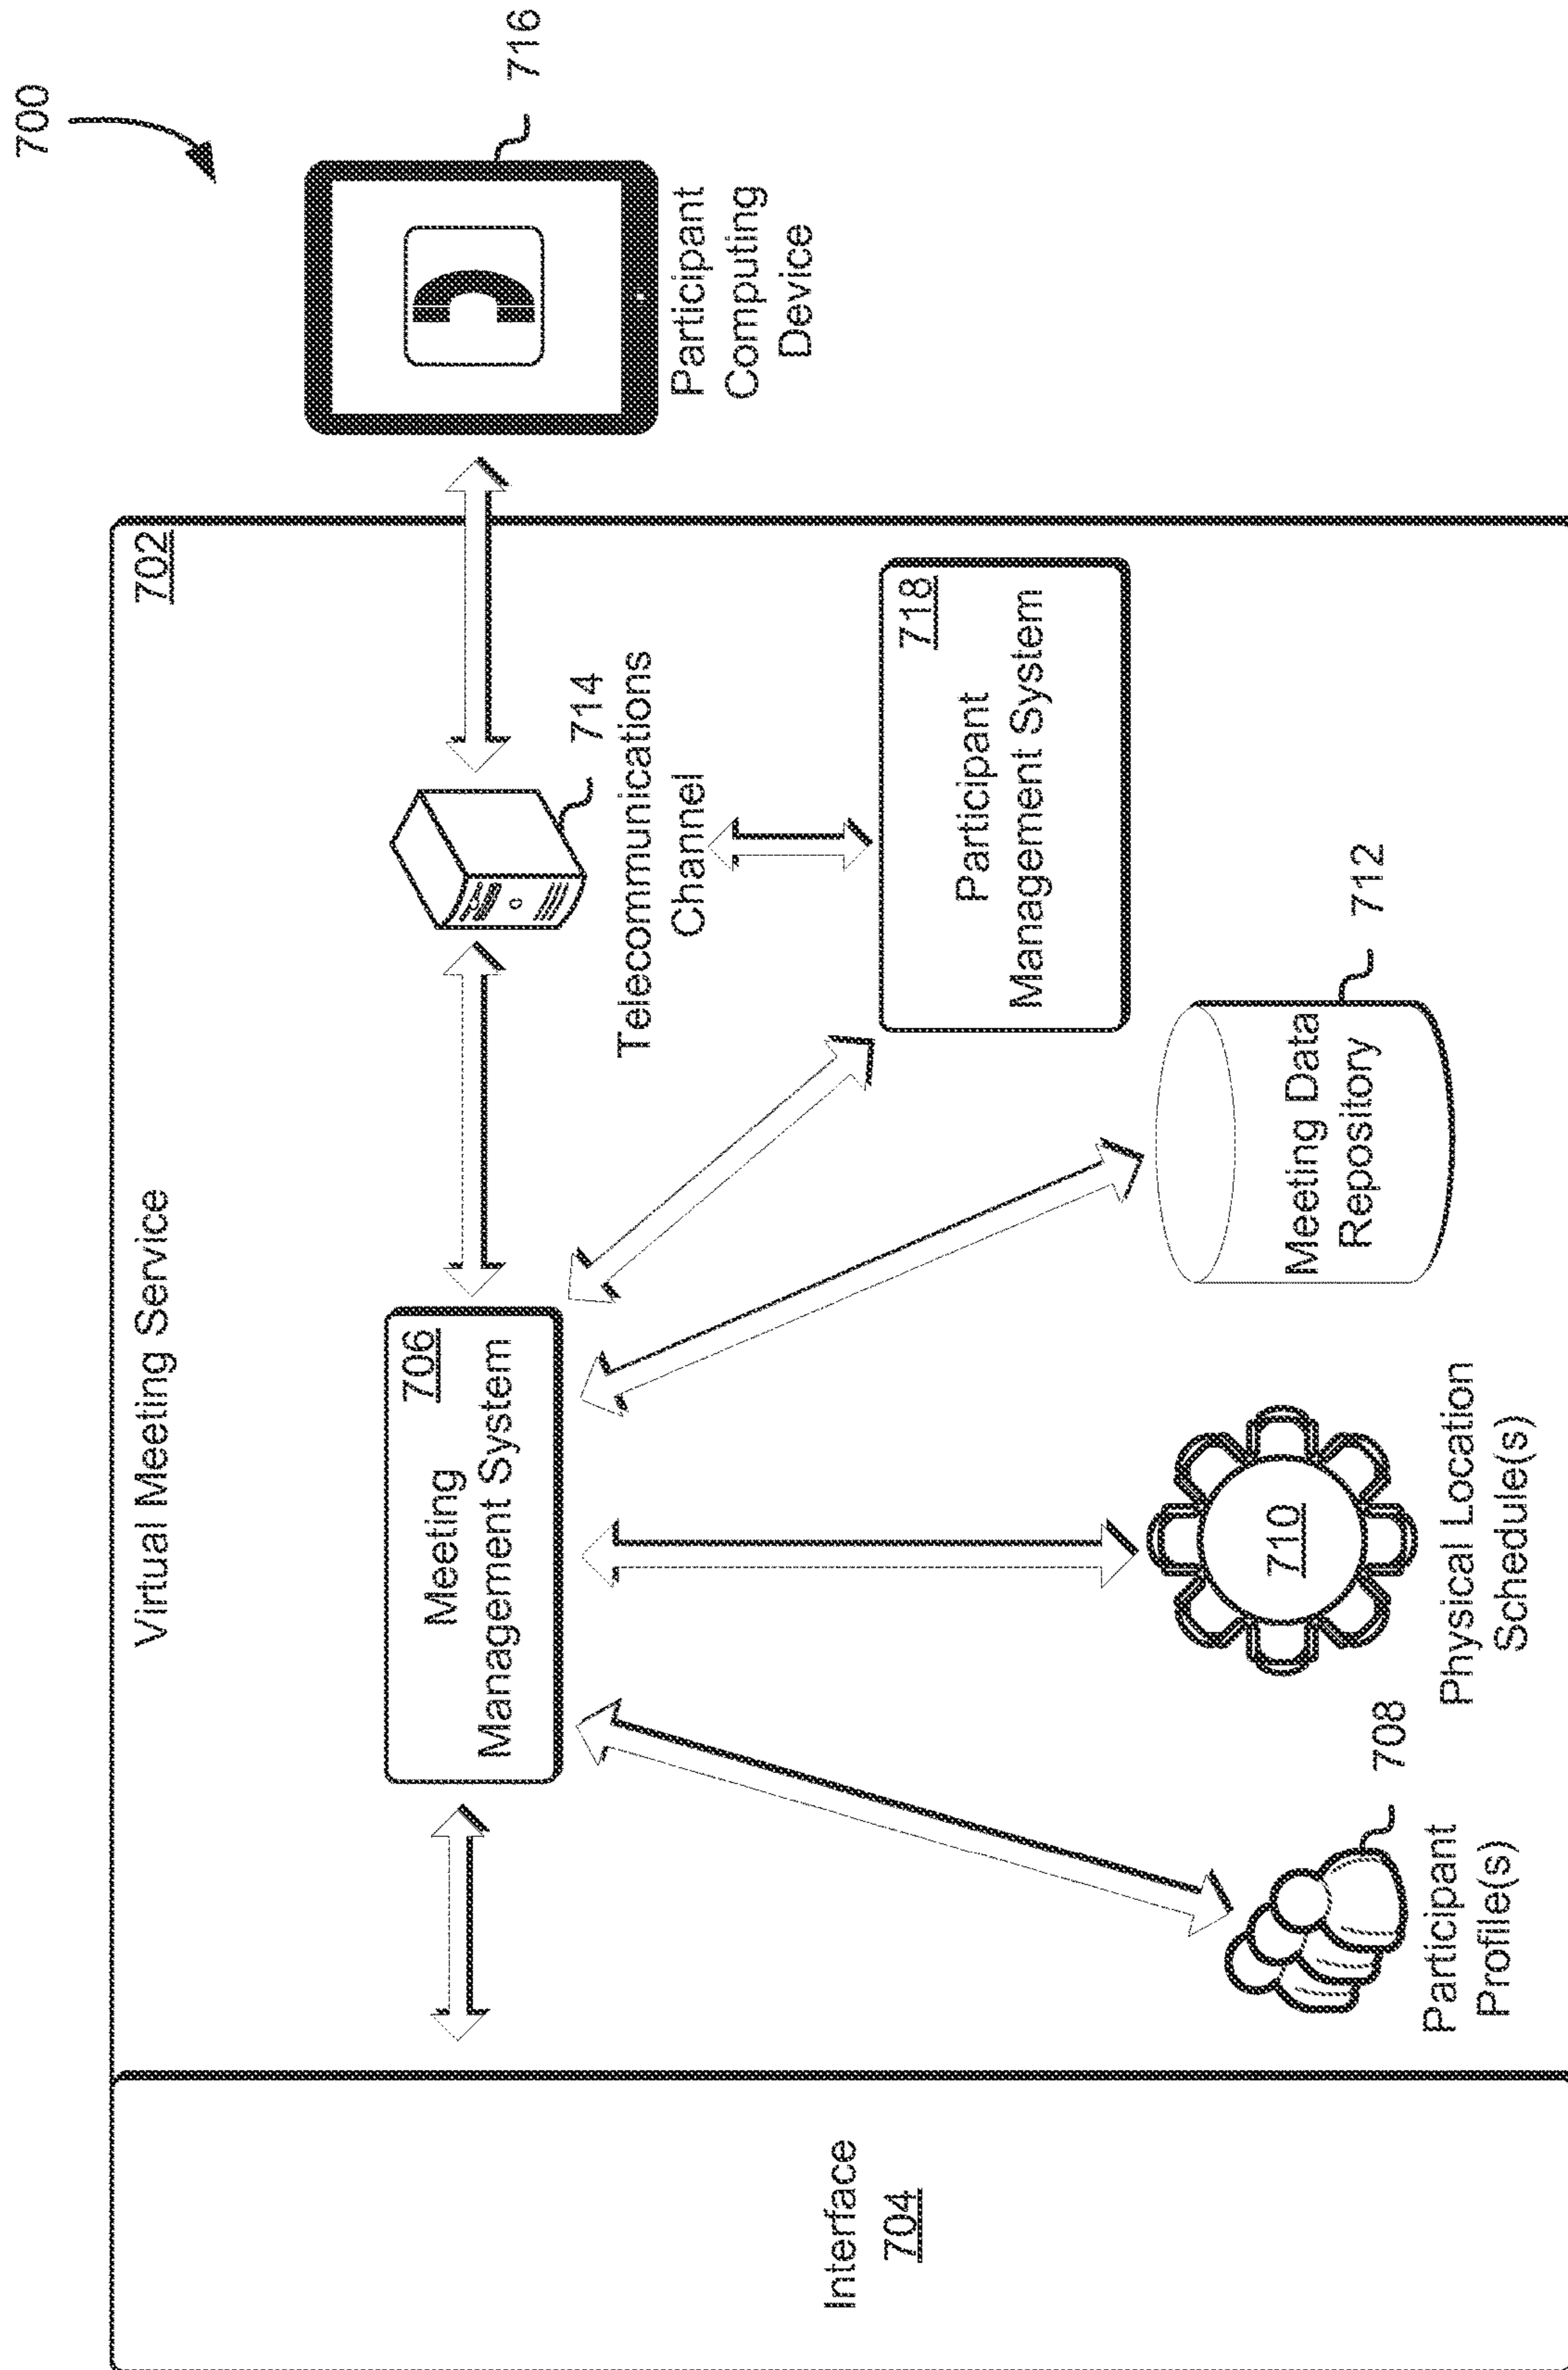 700
Virtual Meeting Service
702
Interface
704
706
Meeting
Management System
714
Telecommunications
Channel
716
Participant
Computing
Device
718
Participant
Management System
708
Participant
Profile(s)
710
Physical Location
Schedule(s)
712
Meeting Data
Repository